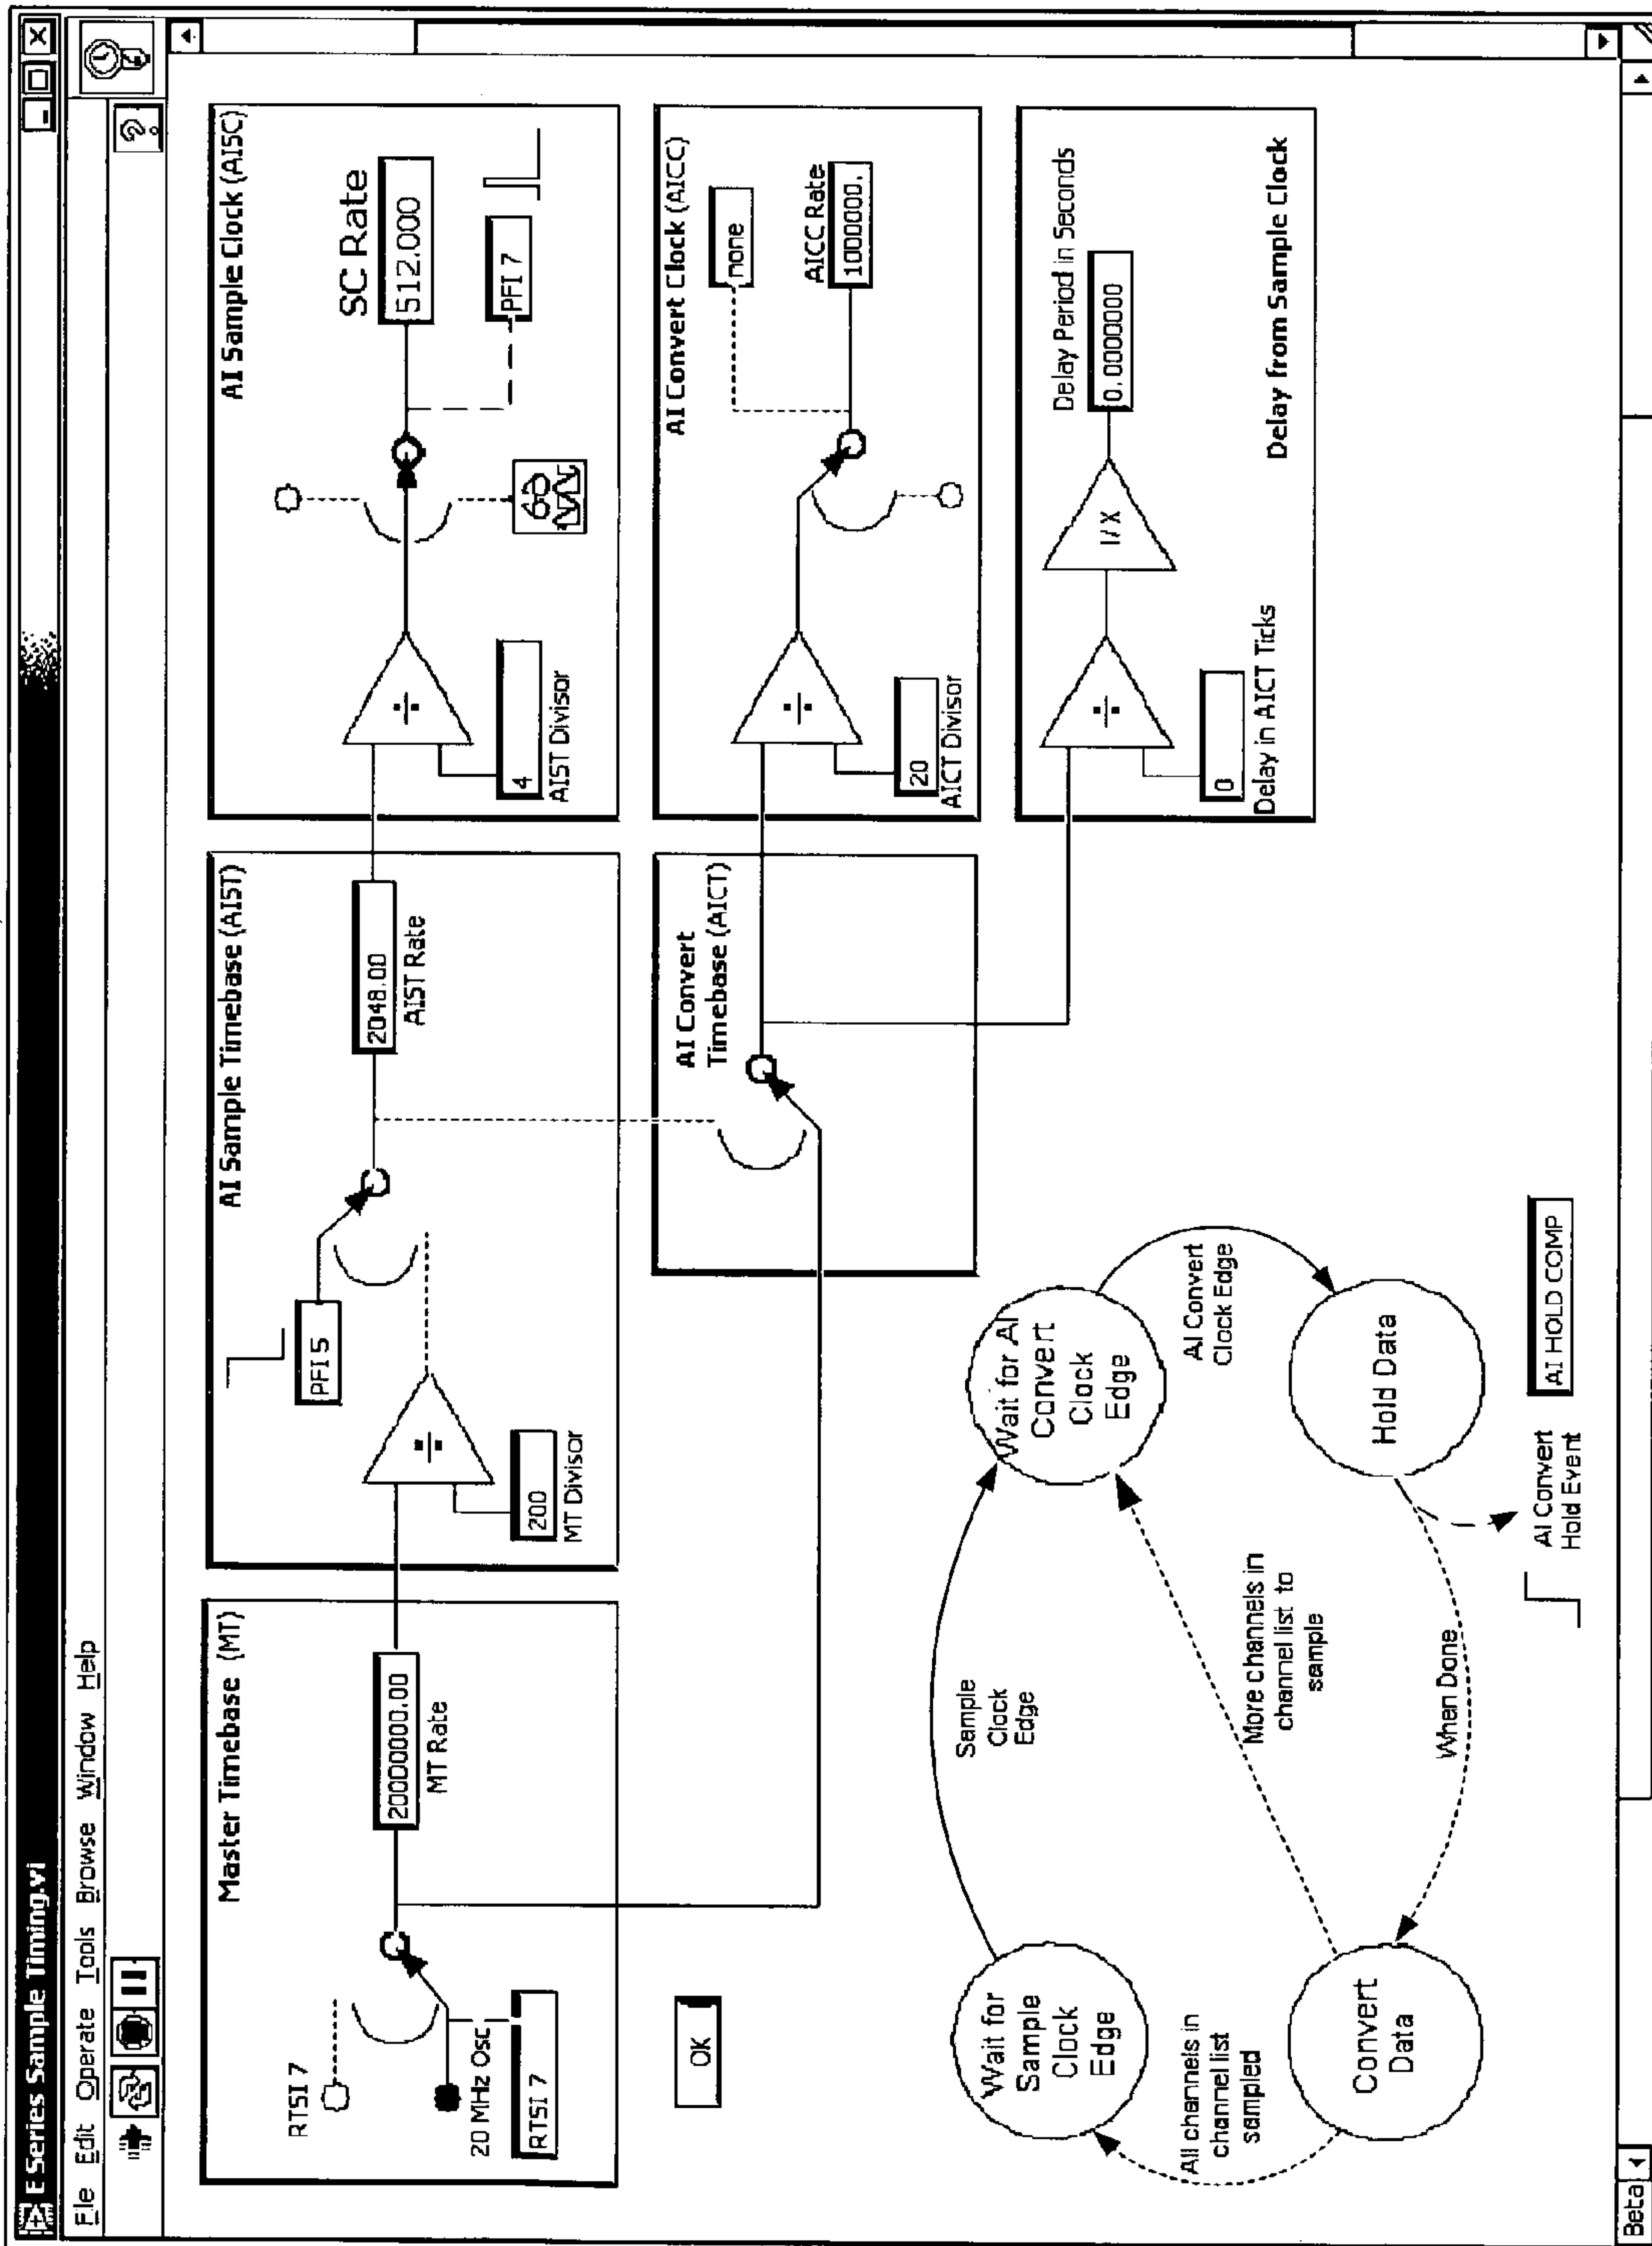 E Series Sample Timing.vi
File Edit Operate Tools Browse Window Help
?
Master Timebase (MT)
RTSI 7
20 MHz Osc
RTSI 7
20000000.00
MT Rate
AI Sample Timebase (AIST)
PFI 5
÷
200
MT Divisor
2048.00
AIST Rate
AI Sample Clock (AISC)
÷
4
AIST Divisor
SC Rate
512.000
PFI 7
OK
AI Convert
Timebase (AICT)
AI Convert Clock (AICC)
÷
20
AICT Divisor
none
AICC Rate
1000000.
÷
0
Delay in AICT Ticks
1/X
Delay Period in Seconds
0.0000000
Delay from Sample Clock
Wait for
Sample
Clock
Edge
Sample
Clock
Edge
Wait for AI
Convert
Clock
Edge
All channels in
channel list
sampled
More channels in
channel list to
sample
AI Convert
Clock Edge
Convert
Data
When Done
Hold Data
AI Convert
Hold Event
AI HOLD COMP
Beta